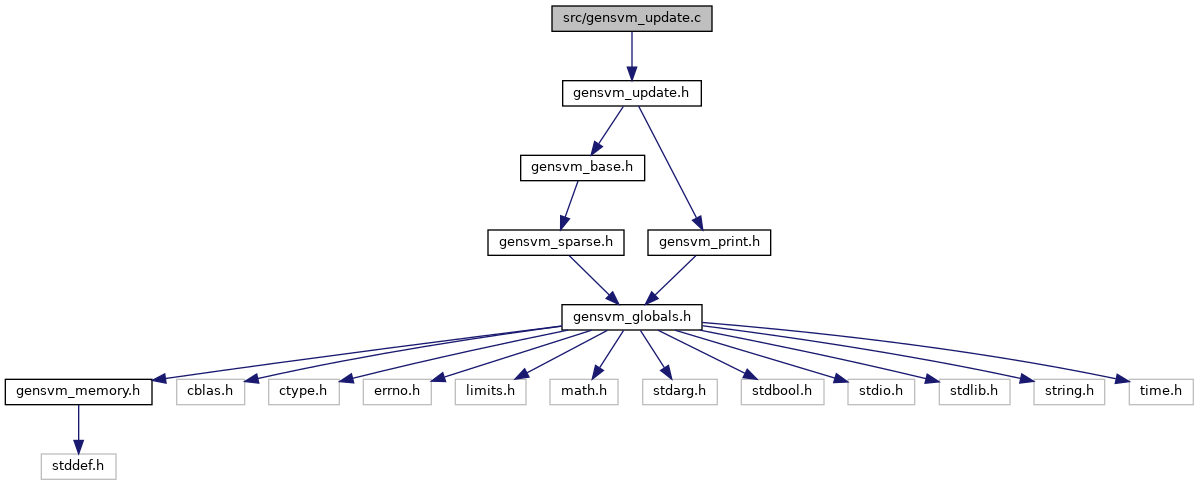 src/gensvm_update.c
gensvm_update.h
gensvm_base.h
gensvm_sparse.h
gensvm_print.h
gensvm_globals.h
gensvm_memory.h
cblas.h
ctype.h
errno.h
limits.h
math.h
stdarg.h
stdbool.h
stdio.h
stdlib.h
string.h
time.h
stddef.h